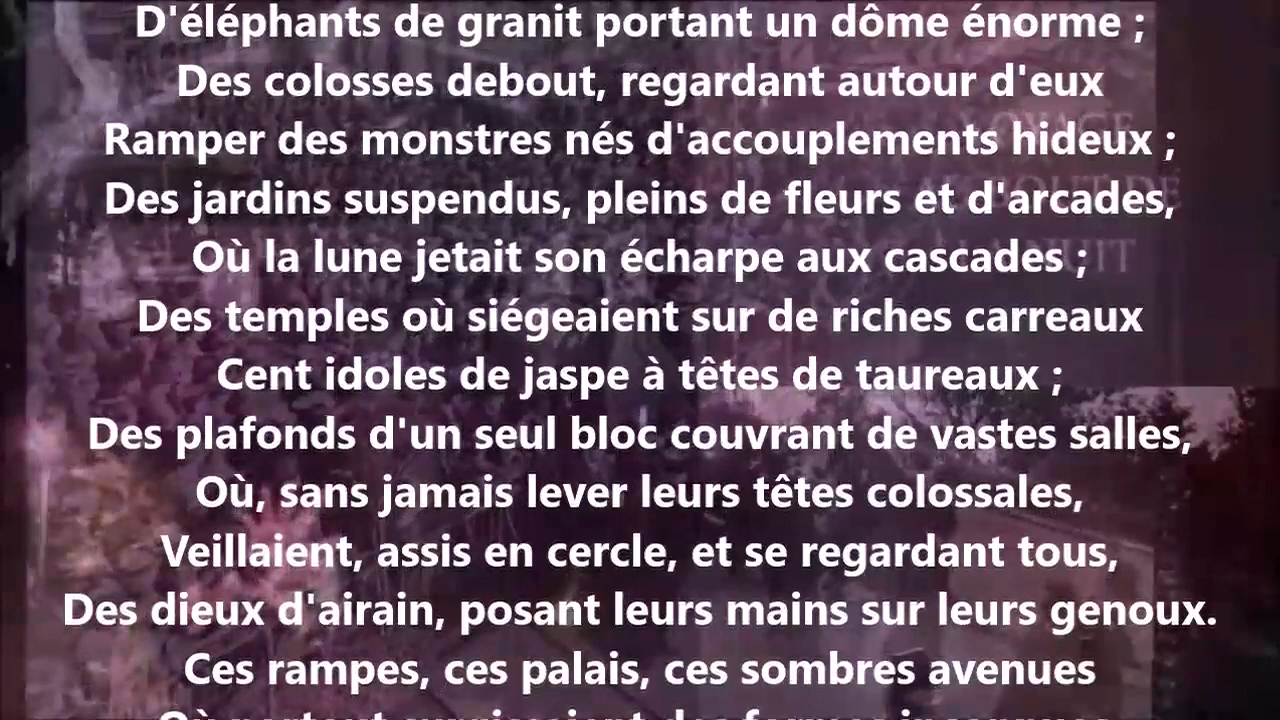 D'éléphants de granit portant un dôme énorme ;
Des colosses debout, regardant autour d'eux
Ramper des monstres nés d'accouplements hideux ;
Des jardins suspendus, pleins de fleurs et d'arcades,
Où la lune jetait son écharpe aux cascades ;
Des temples où siégeaient sur de riches carreaux
Cent idoles de jaspe à têtes de taureaux ;
Des plafonds d'un seul bloc couvrant de vastes salles,
Où, sans jamais lever leurs têtes colossales,
Veillaient, assis en cercle, et se regardant tous,
Des dieux d'airain, posant leurs mains sur leurs genoux.
Ces rampes, ces palais, ces sombres avenues
VOYAGE